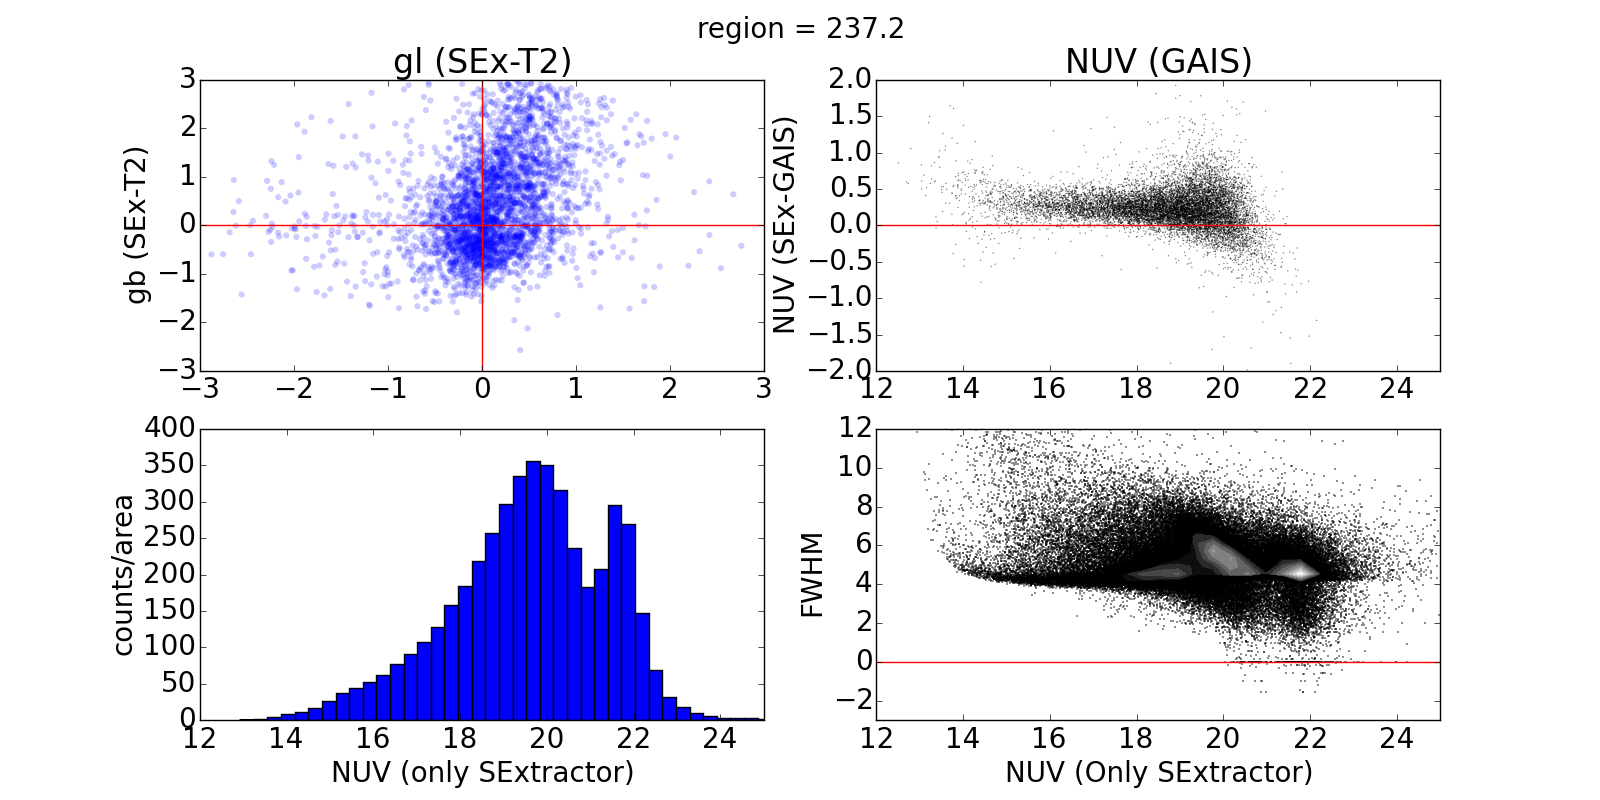 region = 237.2
gl (SEx-T2)
NUV (GAIS)
gb (SEx-T2)
3
2
1
0
−1
−2
−3
−3 −2 −1 0 1 2 3
NUV (SEx-GAIS)
2.0
1.5
1.0
0.5
0.0
−0.5
−1.0
−1.5
−2.0
12 14 16 18 20 22 24
counts/area
400
350
300
250
200
150
100
50
0
12 14 16 18 20 22 24
NUV (only SExtractor)
FWHM
12
10
8
6
4
2
0
−2
12 14 16 18 20 22 24
NUV (Only SExtractor)